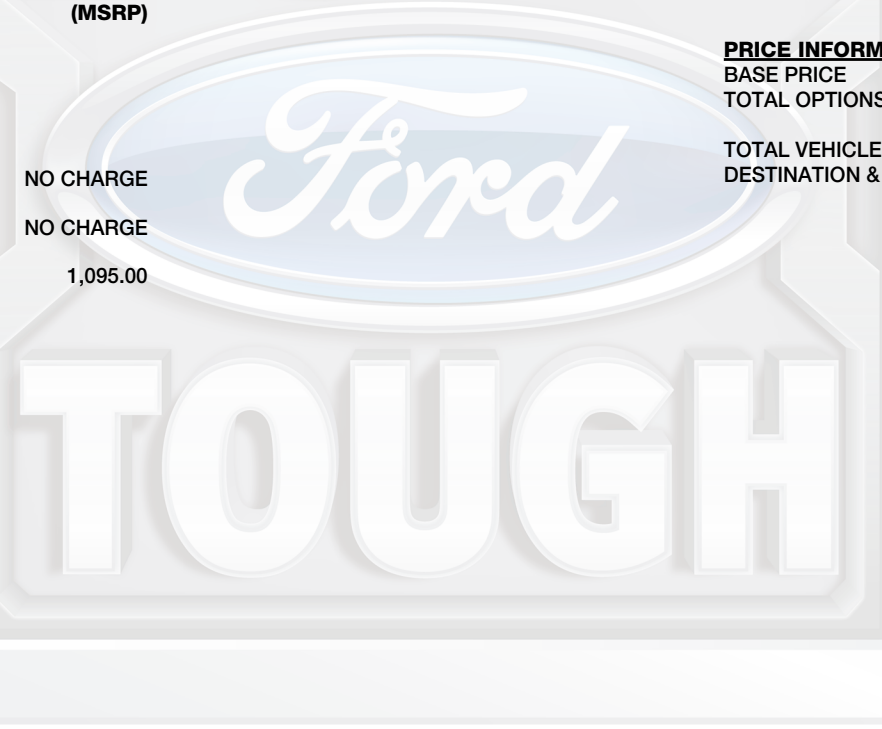 (MSRP)
NO CHARGE
NO CHARGE
1,095.00
PRICE INFORM
BASE PRICE
TOTAL OPTIONS
TOTAL VEHICLE
DESTINATION &
Ford
TOUGH